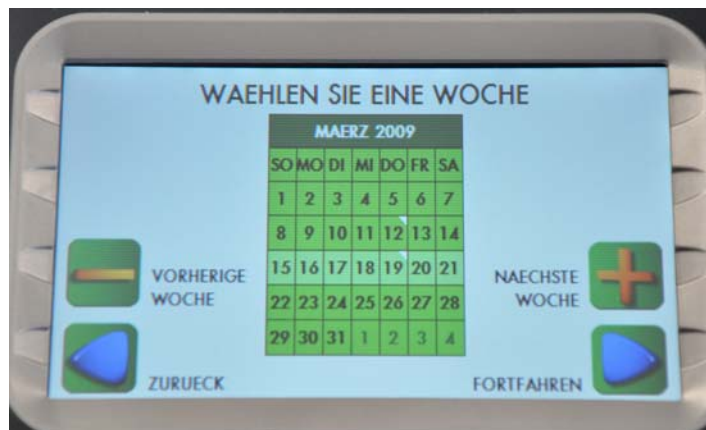 WAEHLEN SIE EINE WOCHE
MAERZ 2009
SO MO DI MI DO FR SA
1 2 3 4 5 6 7
8 9 10 11 12 13 14
15 16 17 18 19 20 21
22 23 24 25 26 27 28
29 30 31 1 2 3 4
VORHERIGE
WOCHE
NAECHSTE
WOCHE
ZURUECK
FORTFAHREN